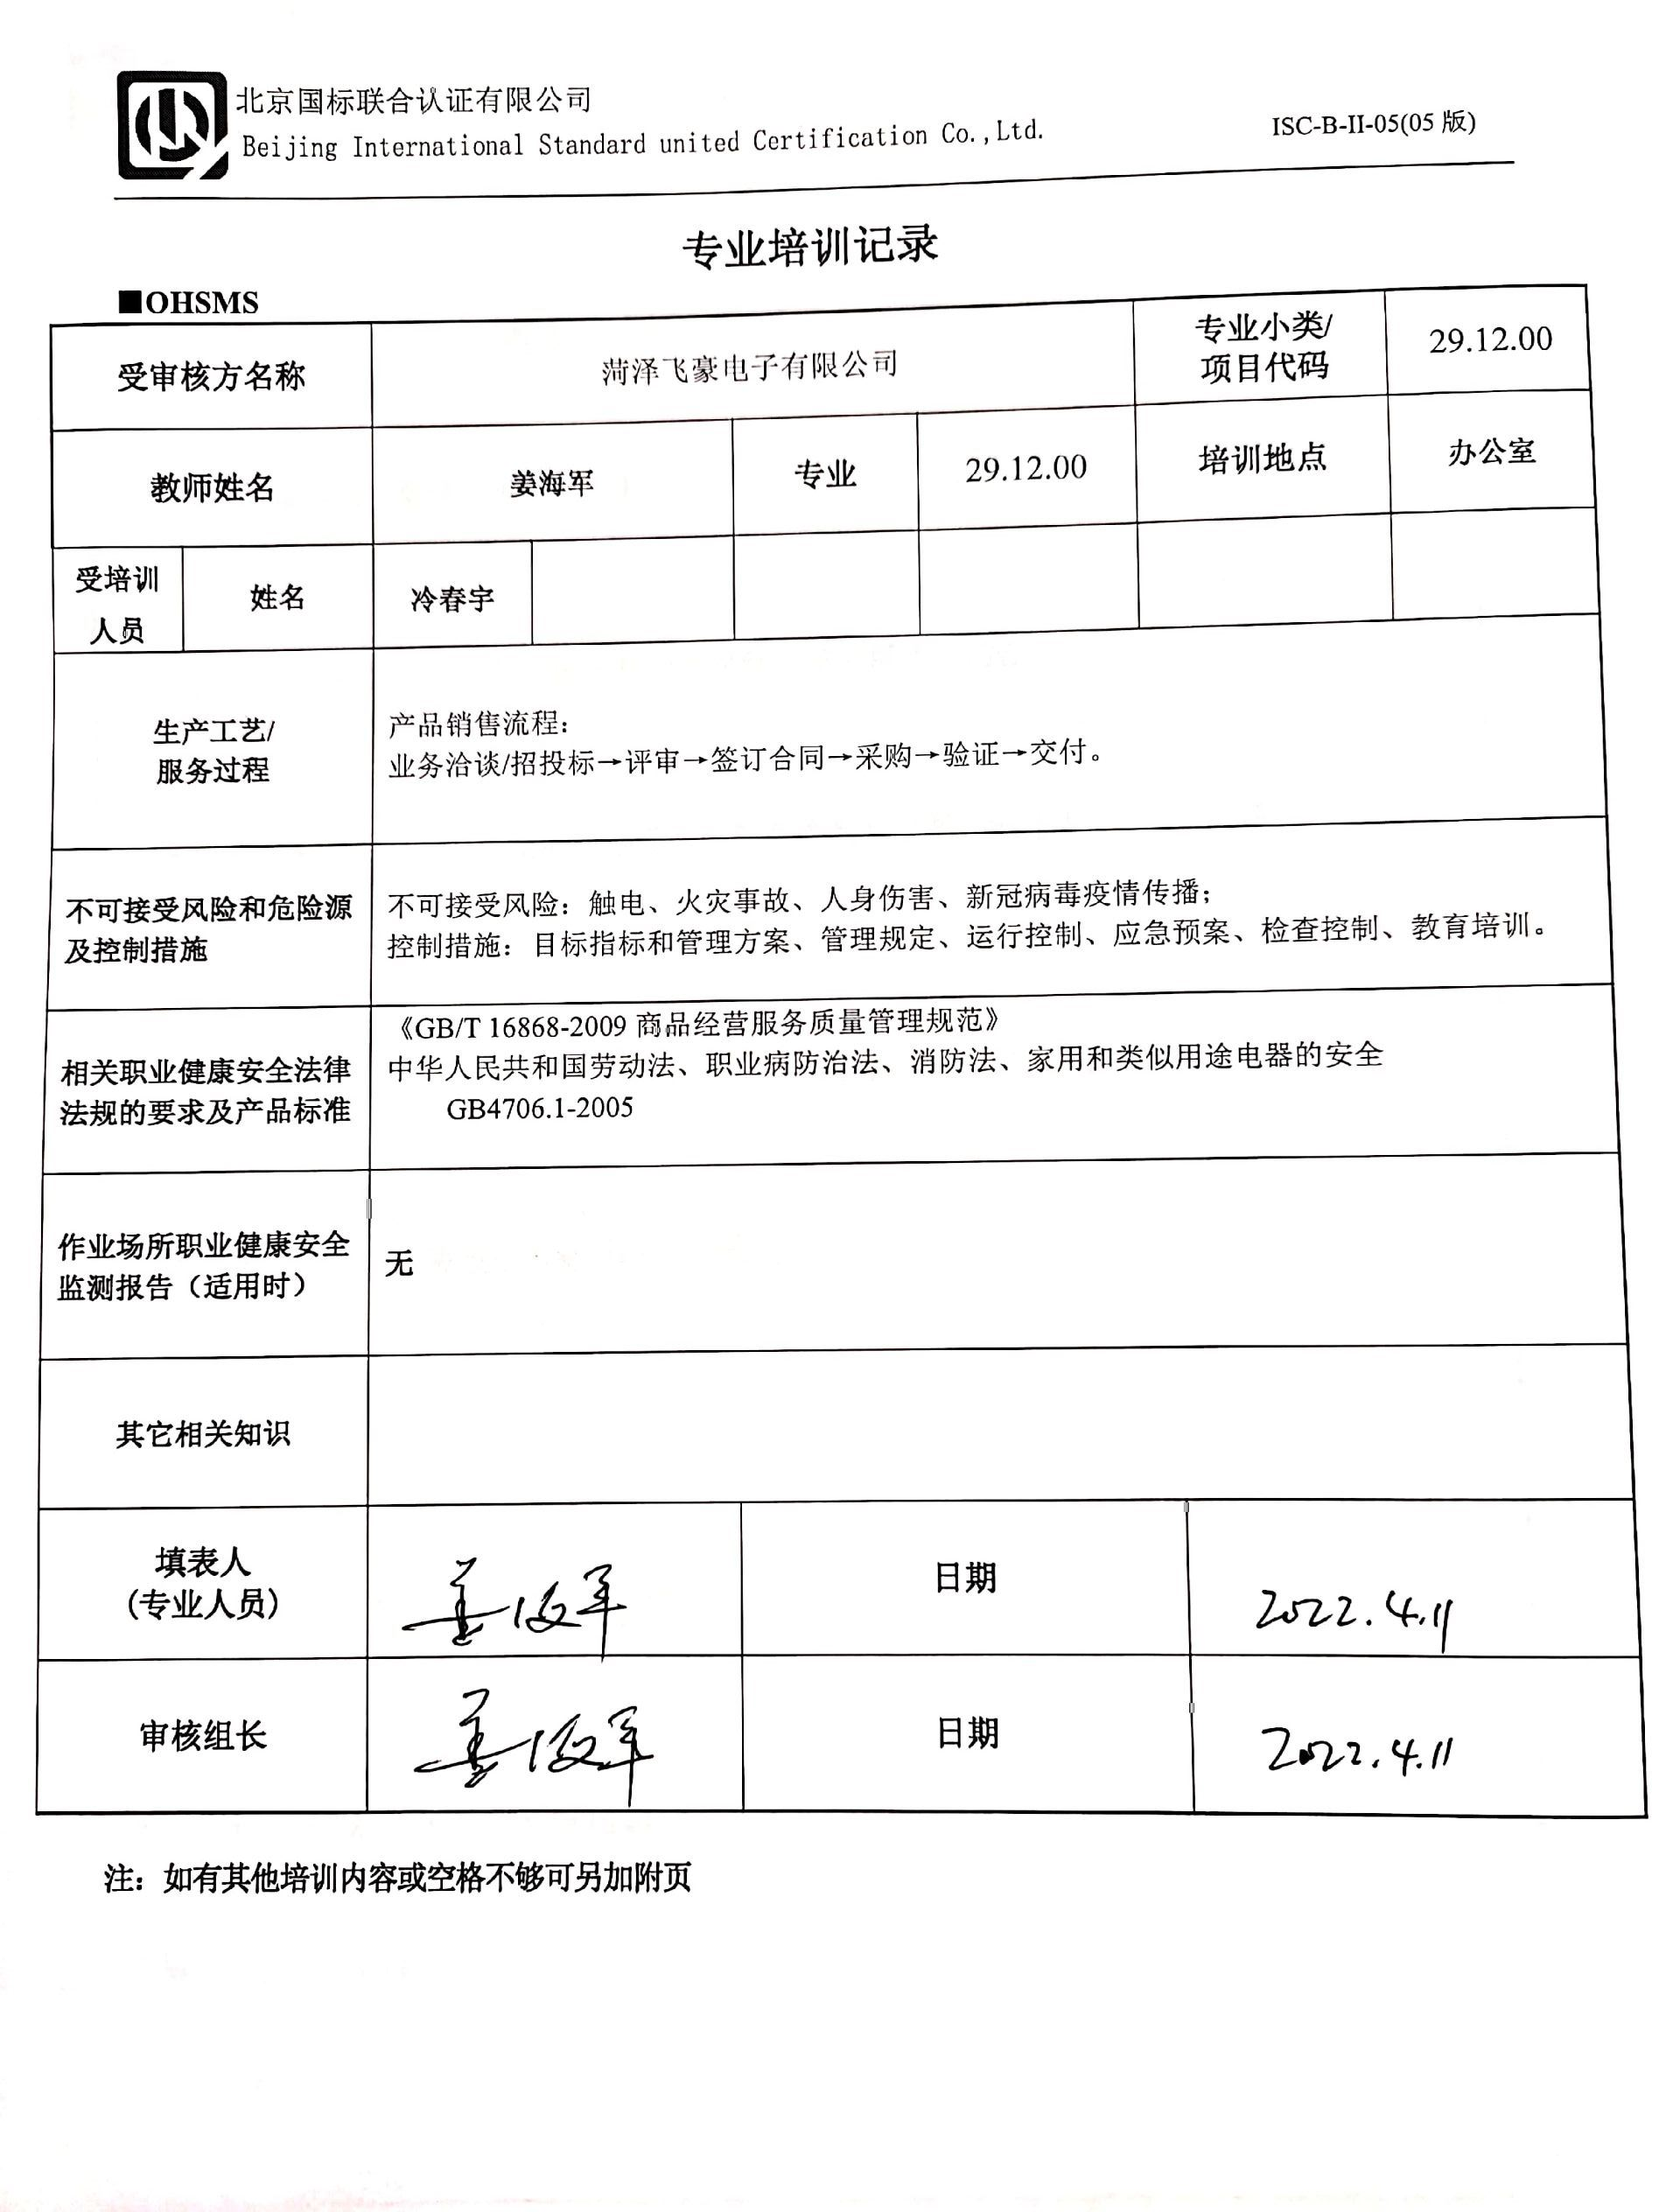 北京国标联合认证有限公司
Beijing International Standard united Certification Co.,Ltd.
ISC-B-II-05(05 版)
专业培训记录
■OHSMS
受审核方名称
菏泽飞豪电子有限公司
专业小类/
项目代码
29.12.00
教师姓名
姜海军
专业
29.12.00
培训地点
办公室
受培训
人员
姓名
冷春宇
生产工艺/
服务过程
产品销售流程：
业务洽谈/招投标→评审→签订合同→采购→验证→交付。
不可接受风险和危险源
及控制措施
不可接受风险：触电、火灾事故、人身伤害、新冠病毒疫情传播；
控制措施：目标指标和管理方案、管理规定、运行控制、应急预案、检查控制、教育培训。
相关职业健康安全法律
法规的要求及产品标准
《GB/T 16868-2009 商品经营服务质量管理规范》
中华人民共和国劳动法、职业病防治法、消防法、家用和类似用途电器的安全
GB4706.1-2005
作业场所职业健康安全
监测报告（适用时）
无
其它相关知识
填表人
(专业人员)
姜海军
日期
2022.4.11
审核组长
姜海军
日期
2022.4.11
注：如有其他培训内容或空格不够可另加附页